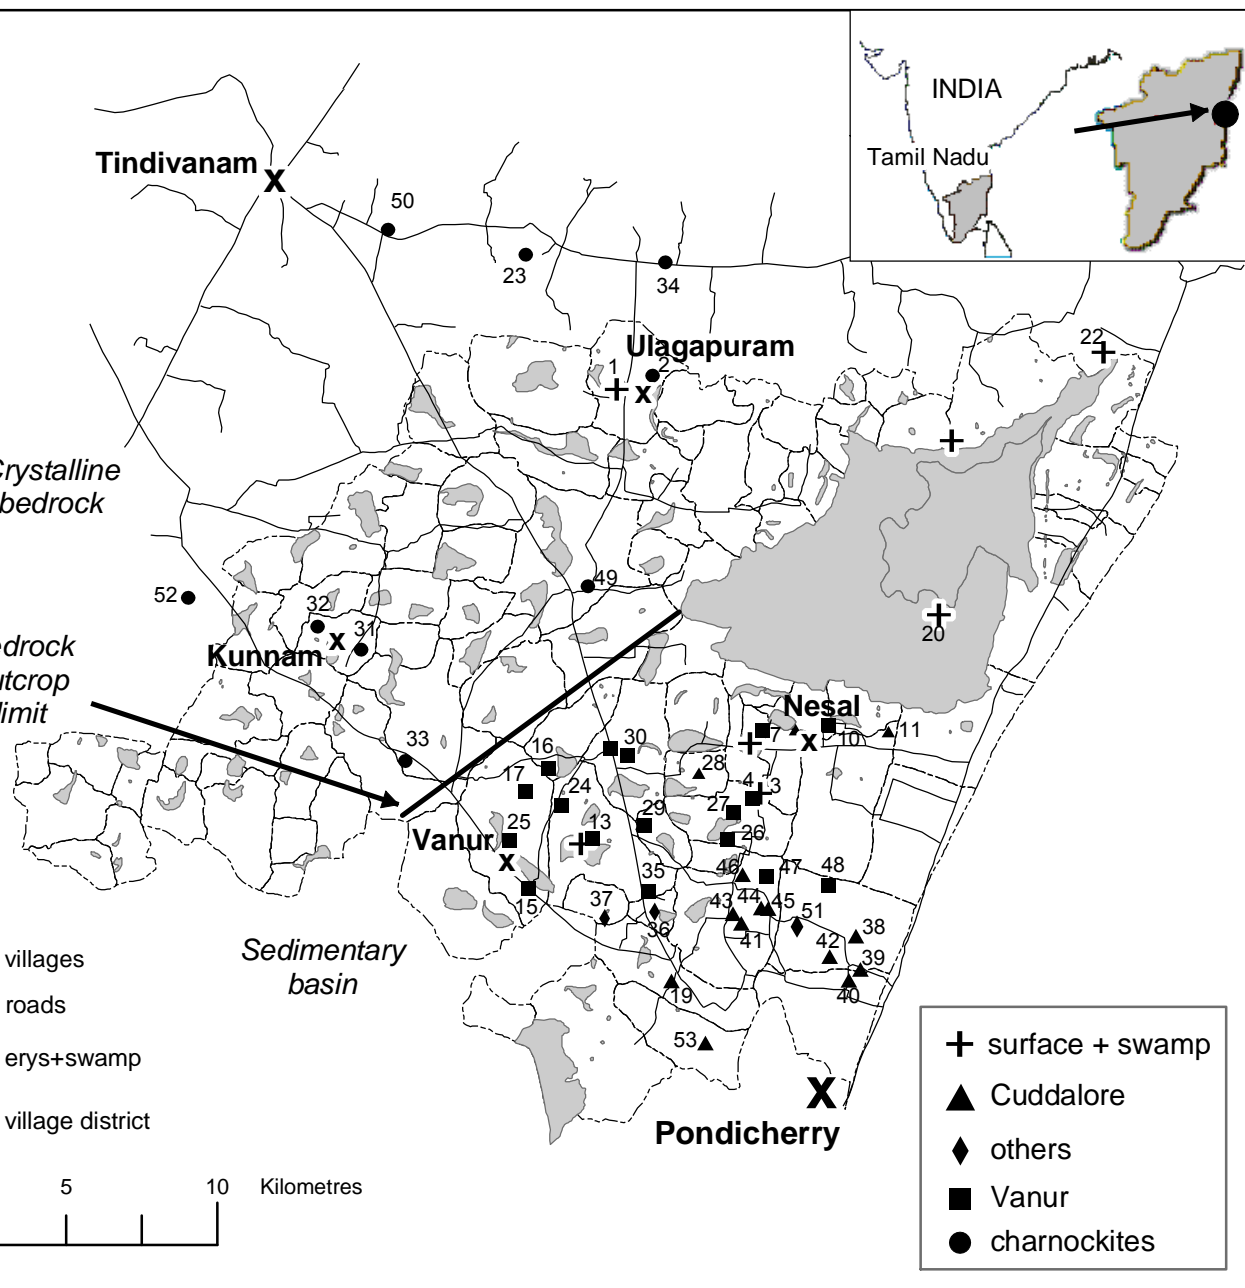 INDIA
Tamil Nadu
Tindivanam
X
50
23
34
22
Ulagapuram
1
2
X
Crystalline
bedrock
49
52
32
X
31
20
Kunnam
edrock
utcrop
limit
Nesal
7
X
10
11
33
16
30
28
17
24
4
3
27
29
25
13
26
Vanur
X
46
47
48
35
15
37
43
44
45
51
36
41
38
42
39
Sedimentary
basin
19
40
53
villages
roads
erys+swamp
village district
X
Pondicherry
5
10
Kilometres
surface + swamp
Cuddalore
others
Vanur
charnockites